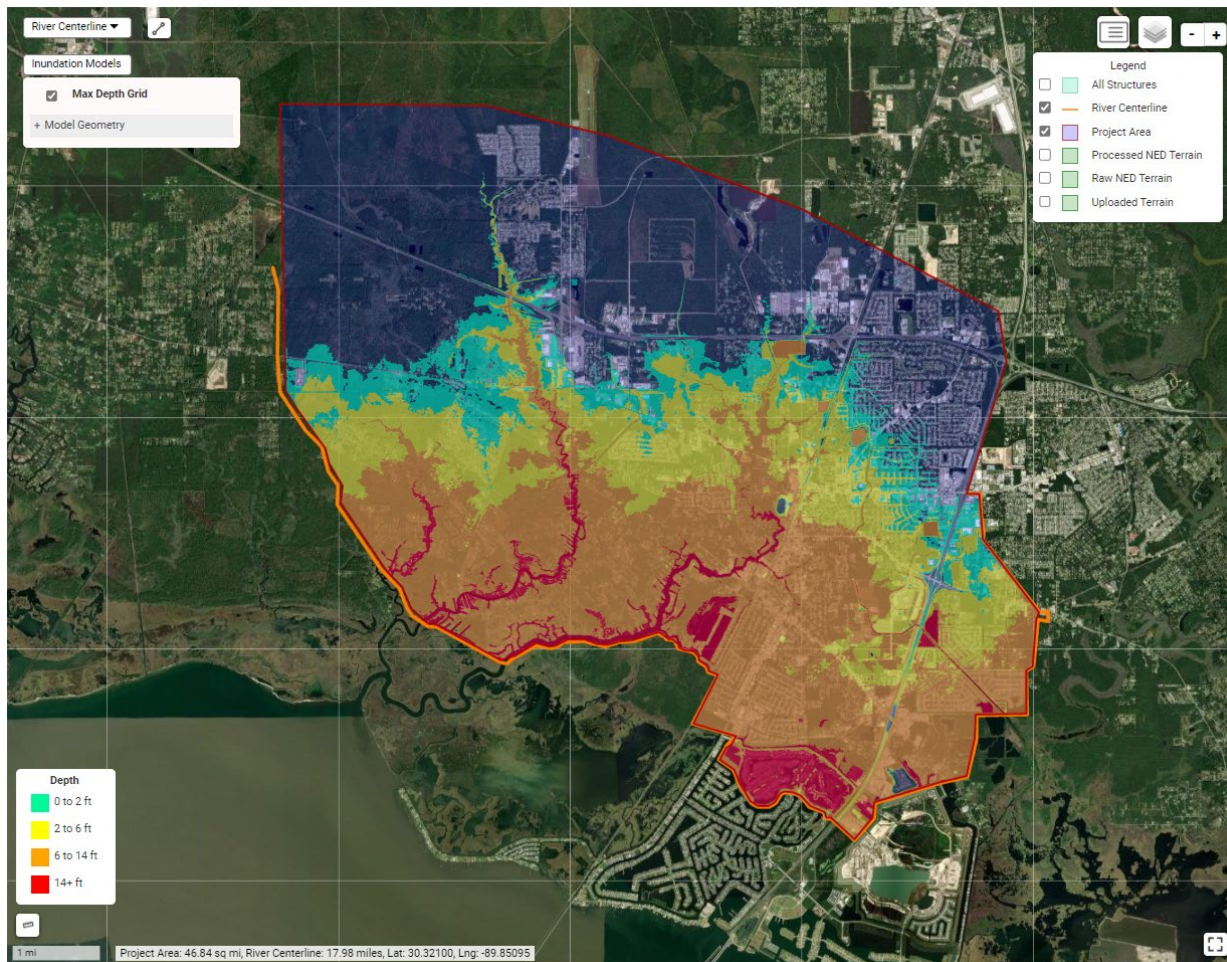 River Centerline
Inundation Models
Max Depth Grid
+ Model Geometry
- +
Legend
All Structures
River Centerline
Project Area
Processed NED Terrain
Raw NED Terrain
Uploaded Terrain
Depth
0 to 2 ft
2 to 6 ft
6 to 14 ft
14+ ft
1 mi
Project Area: 46.84 sq mi, River Centerline: 17.98 miles, Lat: 30.32100, Lng: -89.85095